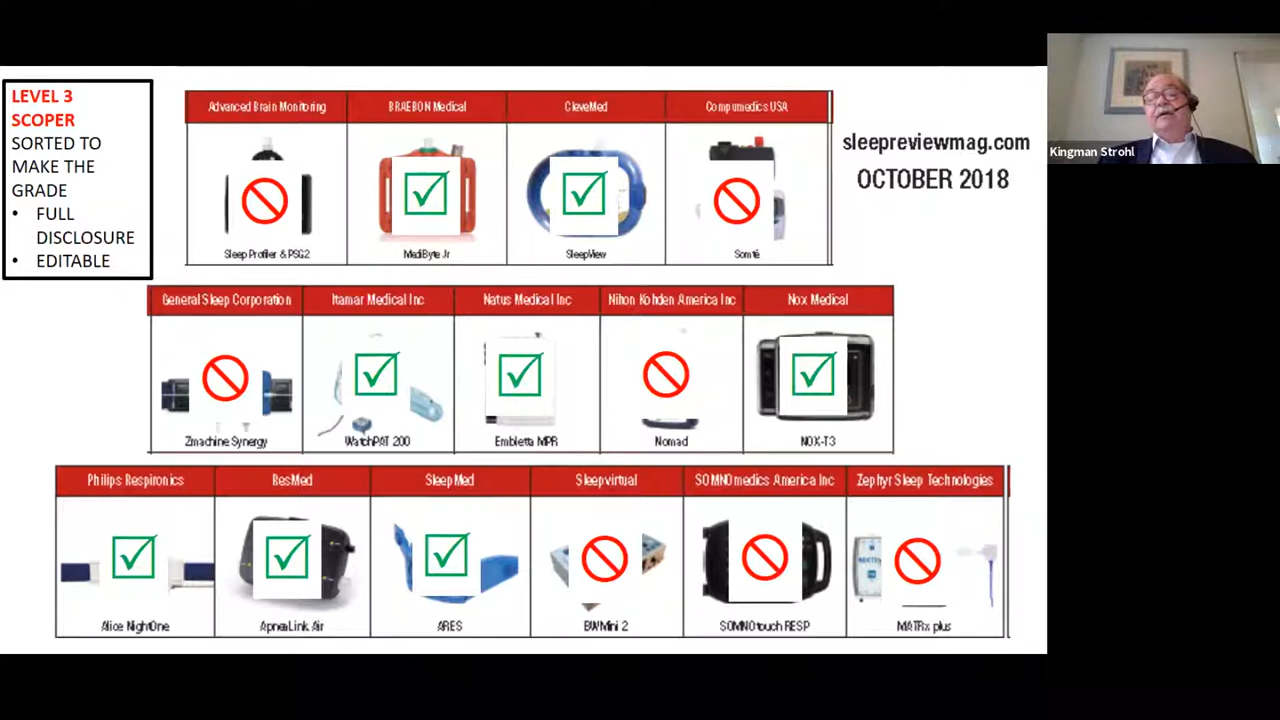 LEVEL 3
SCOPER
SORTED TO
MAKE THE
GRADE
• FULL
DISCLOSURE
• EDITABLE
Advanced Brain Monitoring
BRAEBON Medical
CleveMed
Compumedics USA
Sleep Profiler & PSG2
MediByte Jr
SleepView
Somté
sleepreviewmag.com
OCTOBER 2018
Kingman Strohl
General Sleep Corporation
Itamar Medical Inc
Natus Medical Inc
Nihon Kohden America Inc
Nox Medical
Zmachine Synergy
WatchPAT 200
Embletta MPR
Nomad
NOX-T3
Philips Respironics
ResMed
SleepMed
Sleepvirtual
SOMNOmedics America Inc
Zephyr Sleep Technologies
Alice NightOne
ApneaLink Air
ARES
BWMini 2
SOMNOtouch RESP
MATRx plus